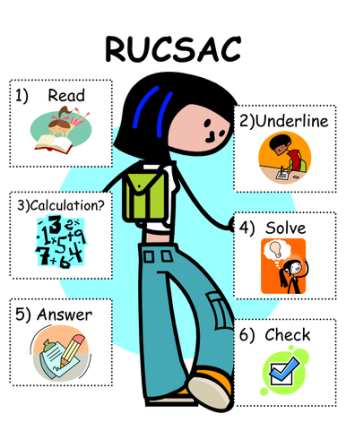 RUCSAC
1) Read
2)Underline
3)Calculation?
4) Solve
5) Answer
6) Check